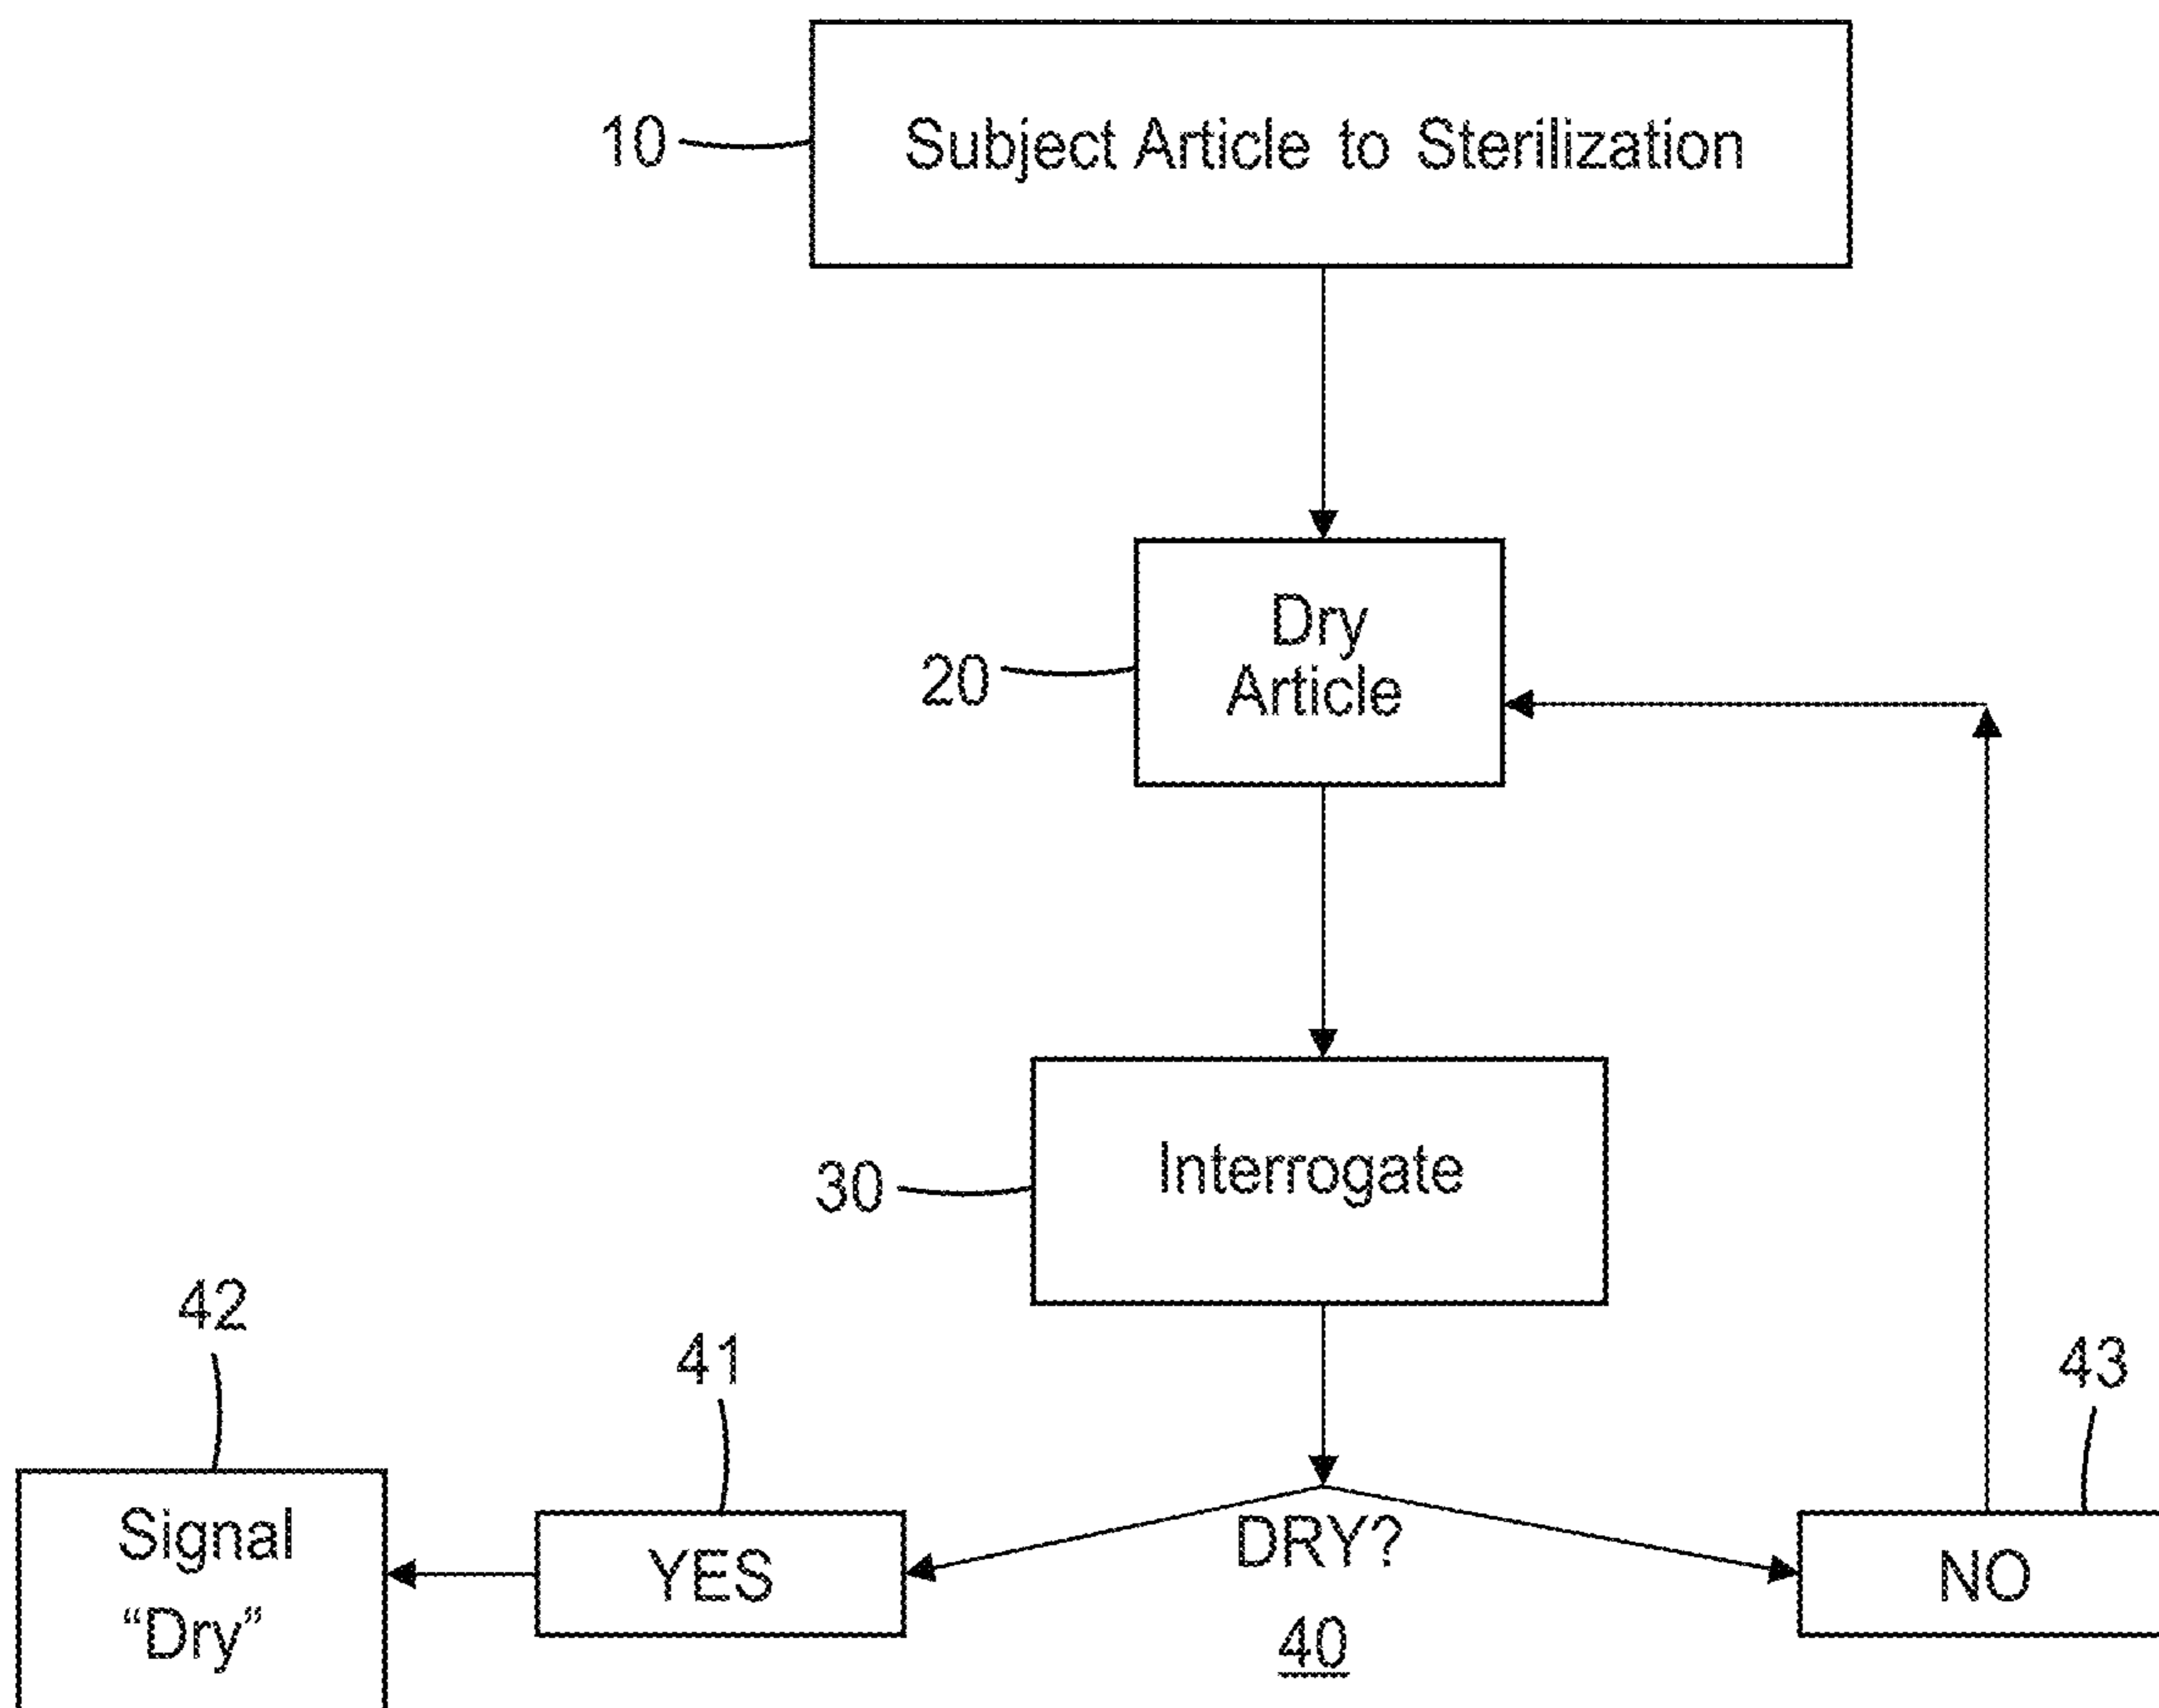 10
Subject Article to Sterilization
20
Dry
Article
30
Interrogate
42
41
43
Signal
“Dry”
YES
DRY?
NO
40